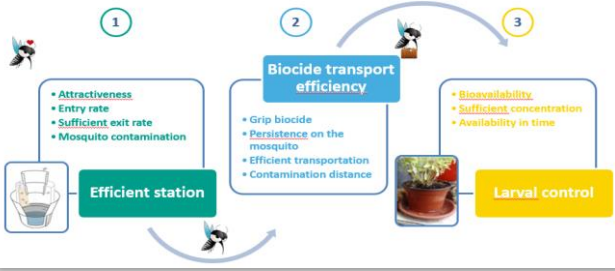 1
2
3
Biocide transport
efficiency
• Attractiveness
• Entry rate
• Sufficient exit rate
• Mosquito contamination
• Grip biocide
• Persistence on the
mosquito
• Efficient transportation
• Contamination distance
• Bioavailability
• Sufficient concentration
• Availability in time
Efficient station
Larval control